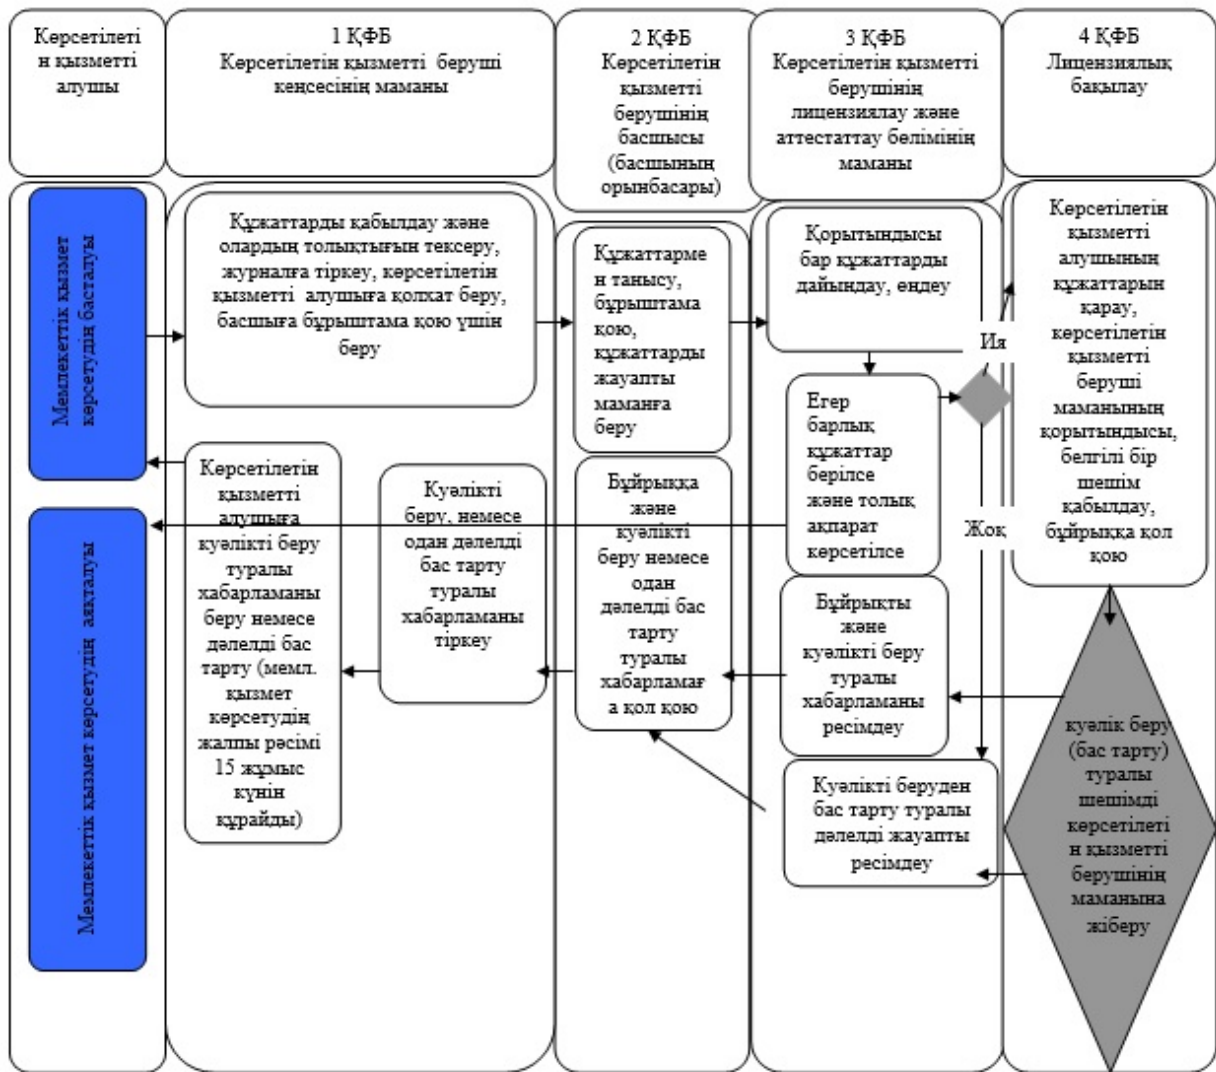 Көрсетілеті
н қызметті
алушы
1 ҚФБ
Көрсетілетін қызметті беруші
кеңсесінің маманы
2 ҚФБ
Көрсетілетін
қызметті
берушінің
басшысы
(басшының
орынбасары)
3 ҚФБ
Көрсетілетін қызметті
берушінің
лицензиялау және
аттестаттау бөлімінің
маманы
4 ҚФБ
Лицензиялық
бақылау
Мемлекеттік қызмет
көрсетудің басталуы
Құжаттарды қабылдау және
олардың толықтығын тексеру,
журналға тіркеу, көрсетілетін
қызметті алушыға қолхат беру,
басшыға бұрыштама қою үшін
беру
Құжаттарме
н танысу,
бұрыштама
қою,
құжаттарды
жауапты
маманға
беру
Қорытындысы
бар құжаттарды
дайындау, өңдеу
Ия
Көрсетілетін
қызметті
алушының
құжаттарын
қарау,
көрсетілетін
қызметті
беруші
маманының
қорытындысы,
белгілі бір
шешім
қабылдау,
бұйрыққа қол
қою
Егер
барлық
құжаттар
берілсе
және толық
ақпарат
көрсетілсе
Жоқ
Мемлекеттік қызмет көрсетудің аяқталуы
Көрсетілетін
қызметті
алушыға
куәлікті беру
туралы
хабарламаны
беру немесе
дәлелді бас
тарту (мемл.
қызмет
көрсетудің
жалпы рәсімі
15 жұмыс
күнін
құрайды)
Куәлікті
беру, немесе
одан дәлелді
бас тарту
туралы
хабарламаны
тіркеу
Бұйрыққа
және
куәлікті
беру немесе
одан
дәлелді бас
тарту
туралы
хабарламағ
а қол қою
Бұйрықты
және
куәлікті беру
туралы
хабарламаны
ресімдеу
Куәлікті беруден
бас тарту туралы
дәлелді жауапты
ресімдеу
куәлік беру
(бас тарту)
туралы
шешімді
көрсетілеті
н қызметті
берушінің
маманына
жіберу